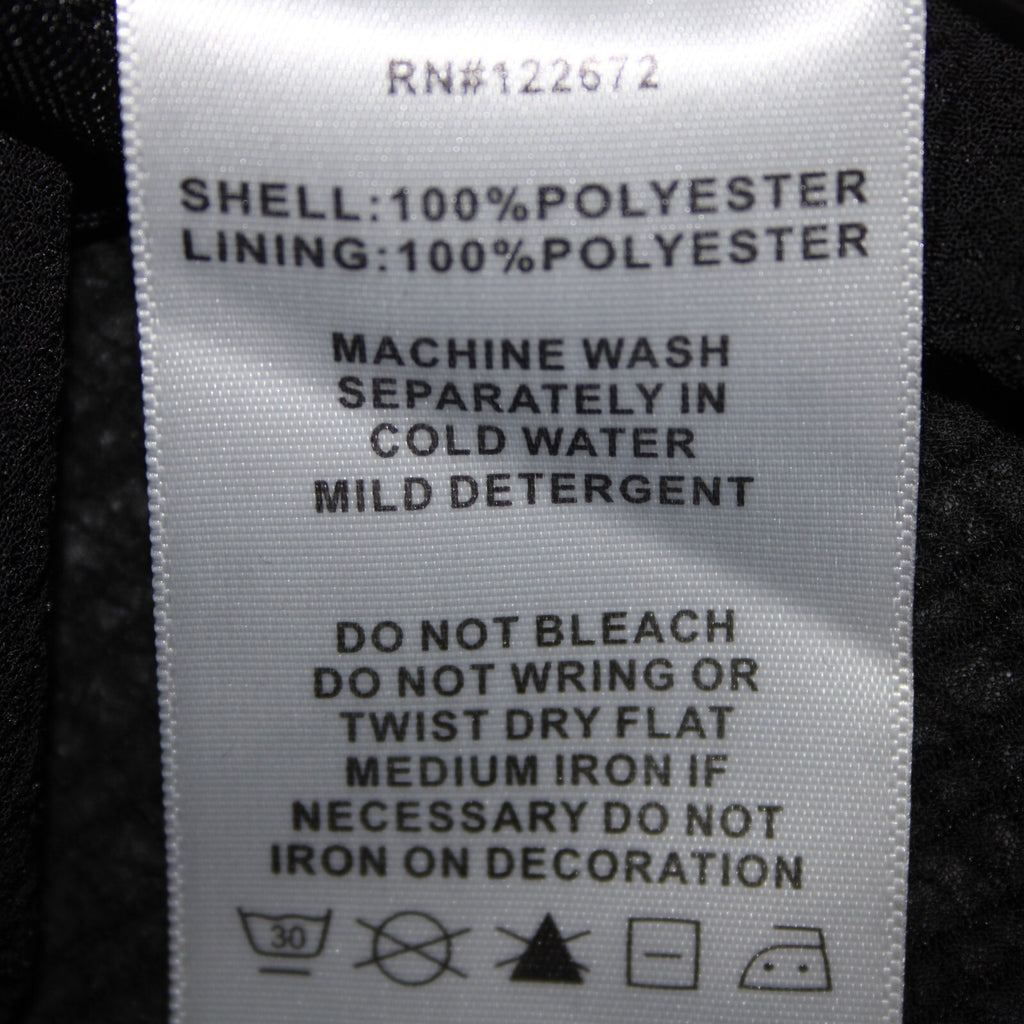 RN#122672
SHELL:100%POLYESTER
LINING:100%POLYESTER
MACHINE WASH
SEPARATELY IN
COLD WATER
MILD DETERGENT
DO NOT BLEACH
DO NOT WRING OR
TWIST DRY FLAT
MEDIUM IRON IF
NECESSARY DO NOT
IRON ON DECORATION
30